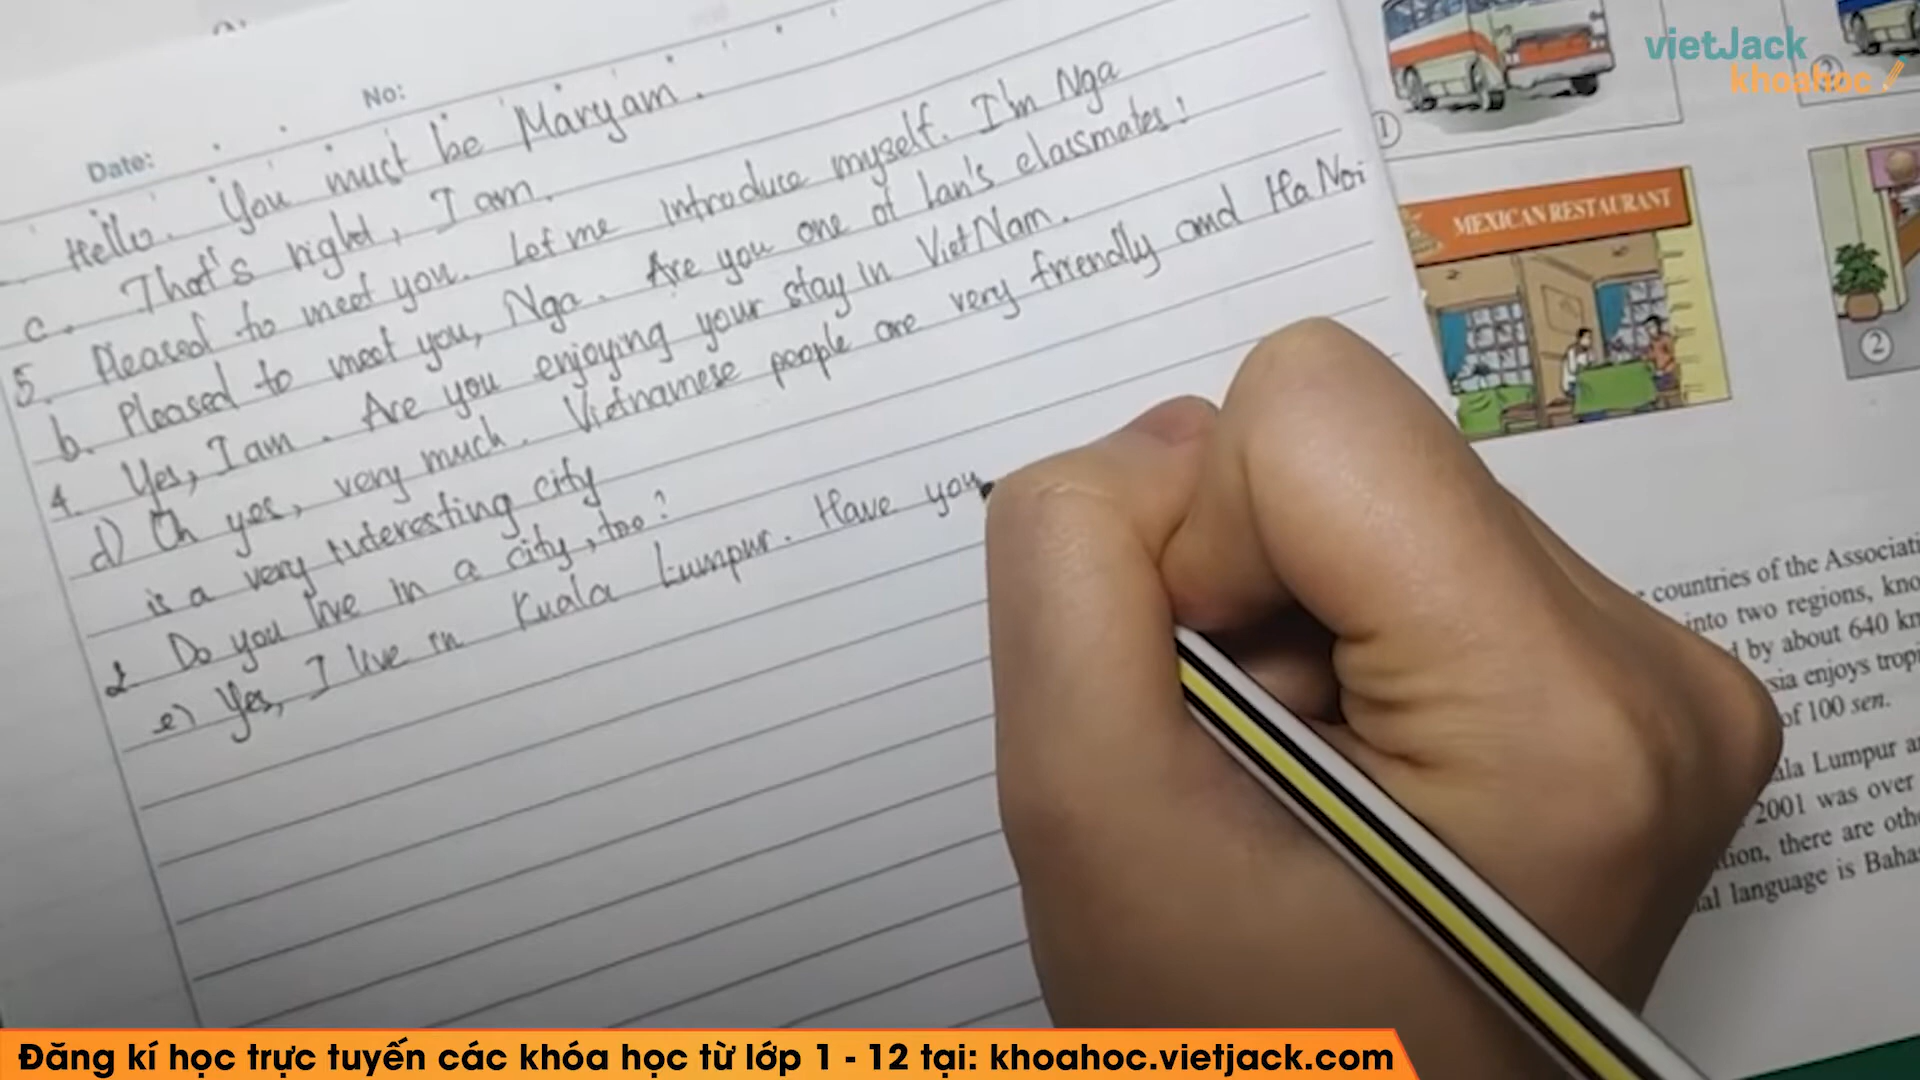 No:
Date:
Hello. You must be Maryam.
c. That's right, I am.
5. Pleased to meet you. Let me introduce myself. I'm Nga
b. Pleased to meet you, Nga. Are you one of Lan's classmates?
4. Yes, I am. Are you enjoying your stay in VietNam.
d) Oh yes, very much. Vietnamese people are very friendly and Ha Noi
is a very interesting city
2 Do you live in a city, too?
e) Yes, I live in Kuala Lumpur. Have you
vietJack
khoahoc
1
2
MEXICAN RESTAURANT
2
countries of the Associati
into two regions, kno
by about 640 km
sia enjoys tropi
of 100 sen.
ala Lumpur a
2001 was over
tion, there are oth
al language is Baha
Đăng kí học trực tuyến các khóa học từ lớp 1 - 12 tại: khoahoc.vietjack.com